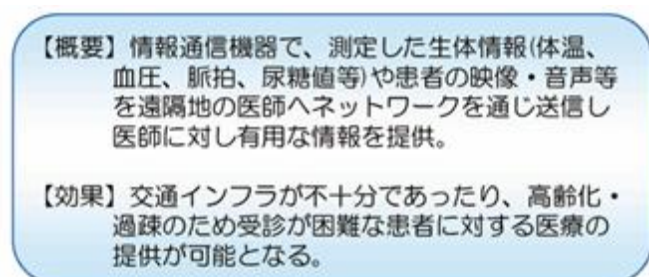 【概要】情報通信機器で、測定した生体情報(体温、
血圧、脈拍、尿糖値等)や患者の映像・音声等
を遠隔地の医師へネットワークを通じ送信し
医師に対し有用な情報を提供。
【効果】交通インフラが不十分であったり、高齢化・
過疎のため受診が困難な患者に対する医療の
提供が可能となる。